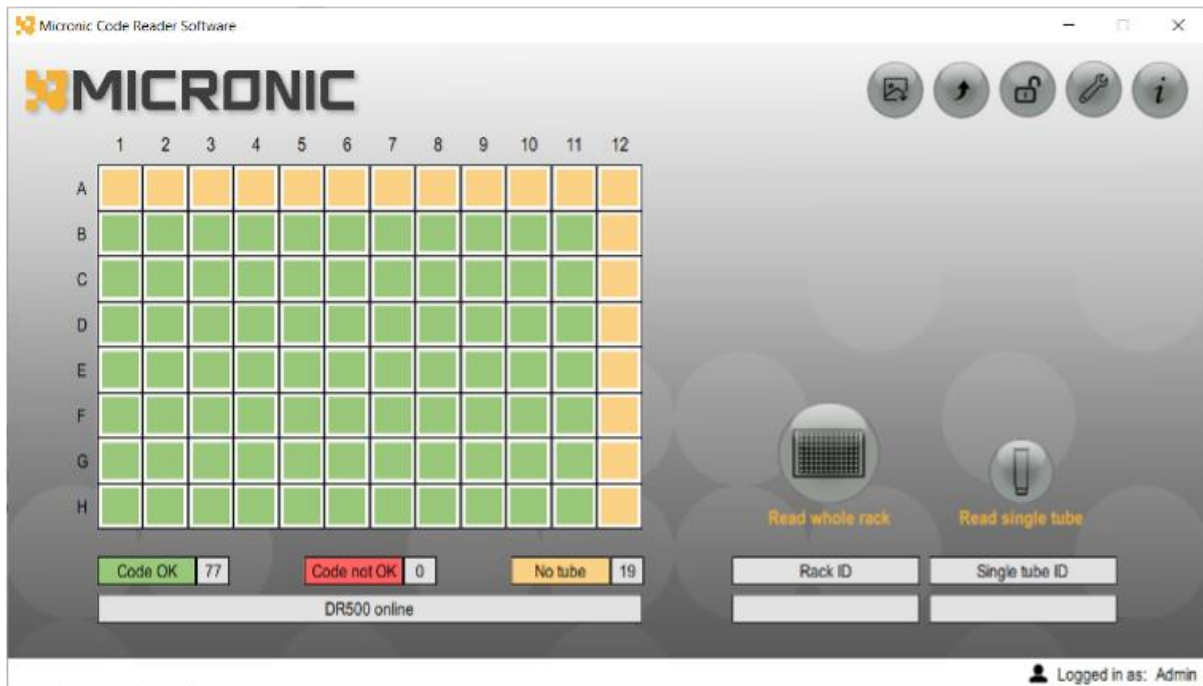 Micronic Code Reader Software
MICRONIC
1 2 3 4 5 6 7 8 9 10 11 12
A
B
C
D
E
F
G
H
Read whole rack Read single tube
Code OK 77 Code not OK 0 No tube 19 Rack ID Single tube ID
DR500 online
Logged in as: Admin